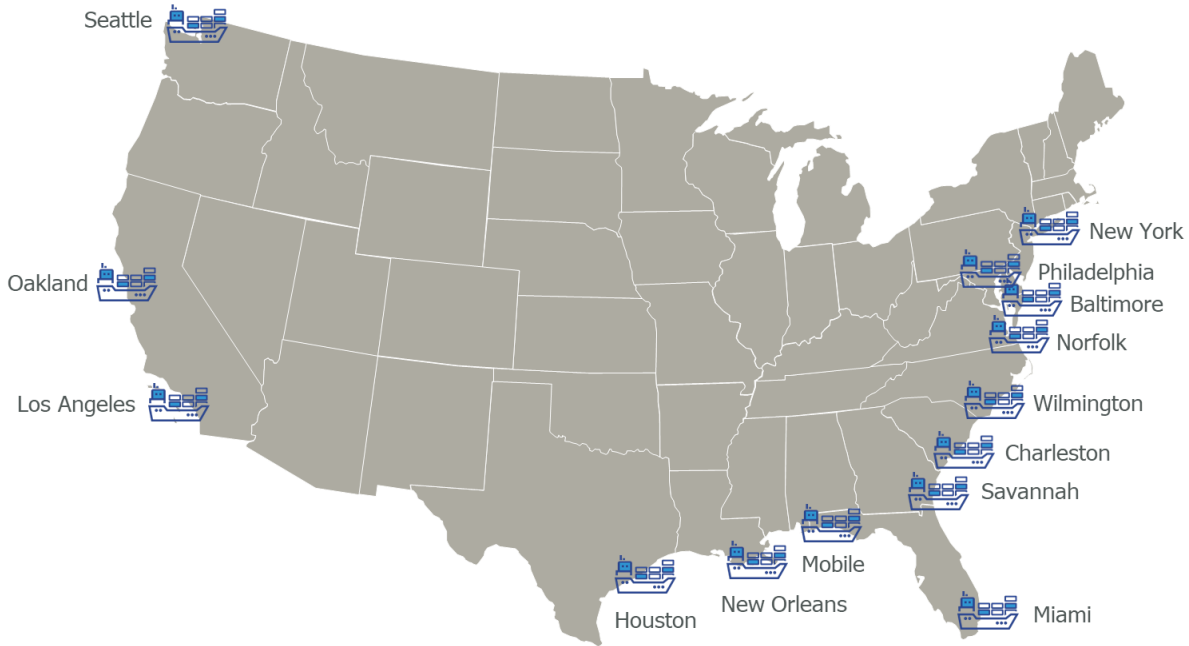 Seattle
New York
Philadelphia
Oakland
Baltimore
Norfolk
Los Angeles
Wilmington
Charleston
Savannah
Mobile
New Orleans
Miami
Houston